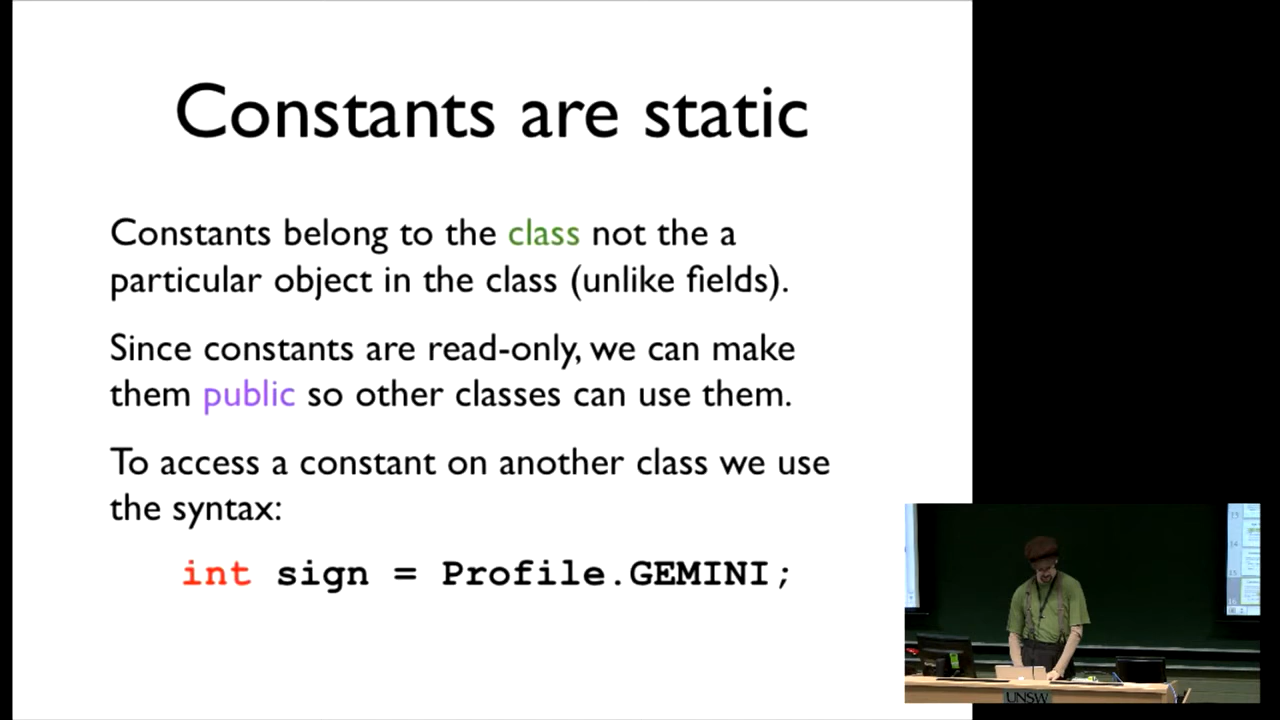 Constants are static
Constants belong to the class not the a
particular object in the class (unlike fields).
Since constants are read-only, we can make
them public so other classes can use them.
To access a constant on another class we use
the syntax:
int sign = Profile.GEMINI;
UNSW